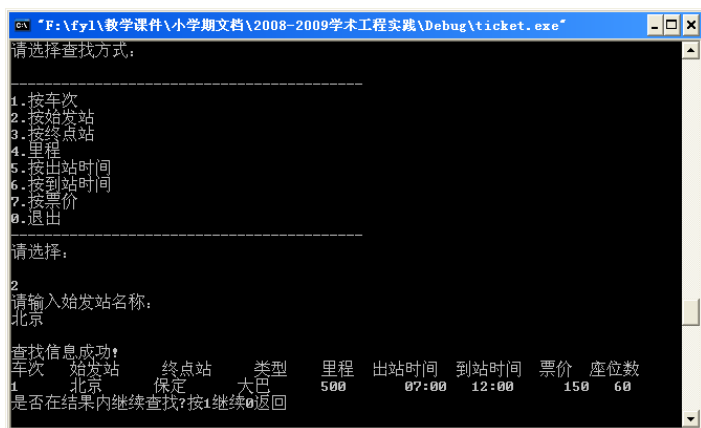 "F:\fyl\教学课件\小学期文档\2008-2009学术工程实践\Debug\ticket.exe"
请选择查找方式:
--------------------------------------------
1.按车次
2.按始发站
3.按终点站
4.里程
5.按出站时间
6.按到站时间
7.按票价
0.退出
--------------------------------------------
请选择:
2
请输入始发站名称:
北京
查找信息成功!
车次 始发站 终点站 类型 里程 出站时间 到站时间 票价 座位数
1 北京 保定 大巴 500 07:00 12:00 150 60
是否在结果内继续查找?按1继续0返回